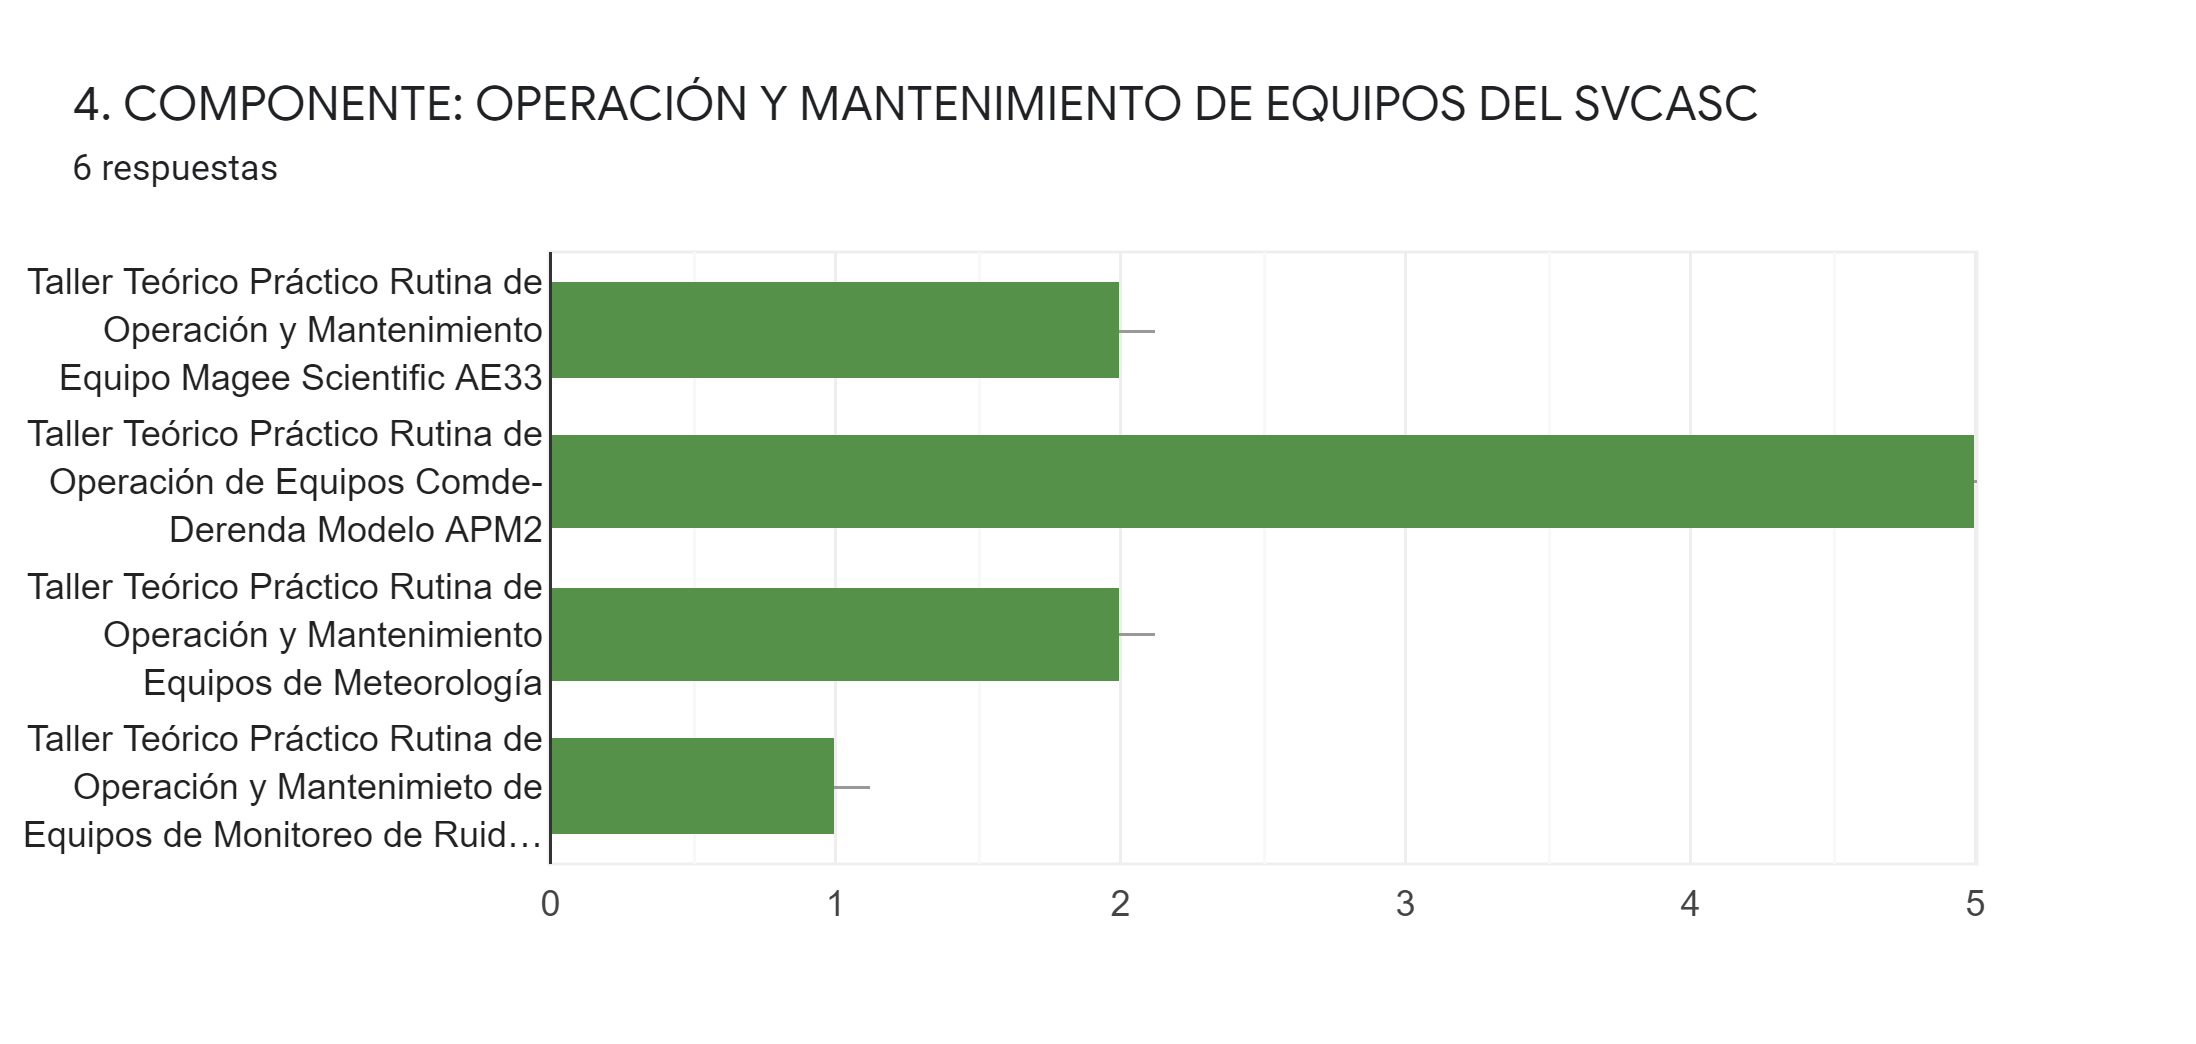 4. COMPONENTE: OPERACIÓN Y MANTENIMIENTO DE EQUIPOS DEL SVCASC
6 respuestas
Taller Teórico Práctico Rutina de
Operación y Mantenimiento
Equipo Magee Scientific AE33
Taller Teórico Práctico Rutina de
Operación de Equipos Comde-
Derenda Modelo APM2
Taller Teórico Práctico Rutina de
Operación y Mantenimiento
Equipos de Meteorología
Taller Teórico Práctico Rutina de
Operación y Mantenimieto de
Equipos de Monitoreo de Ruid…
0 1 2 3 4 5